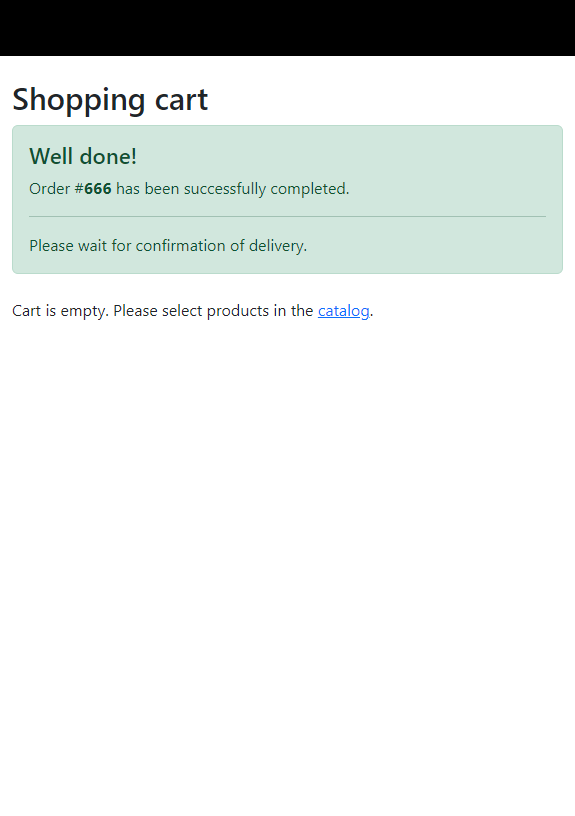 Shopping cart
Well done!
Order #666 has been successfully completed.
Please wait for confirmation of delivery.
Cart is empty. Please select products in the catalog.